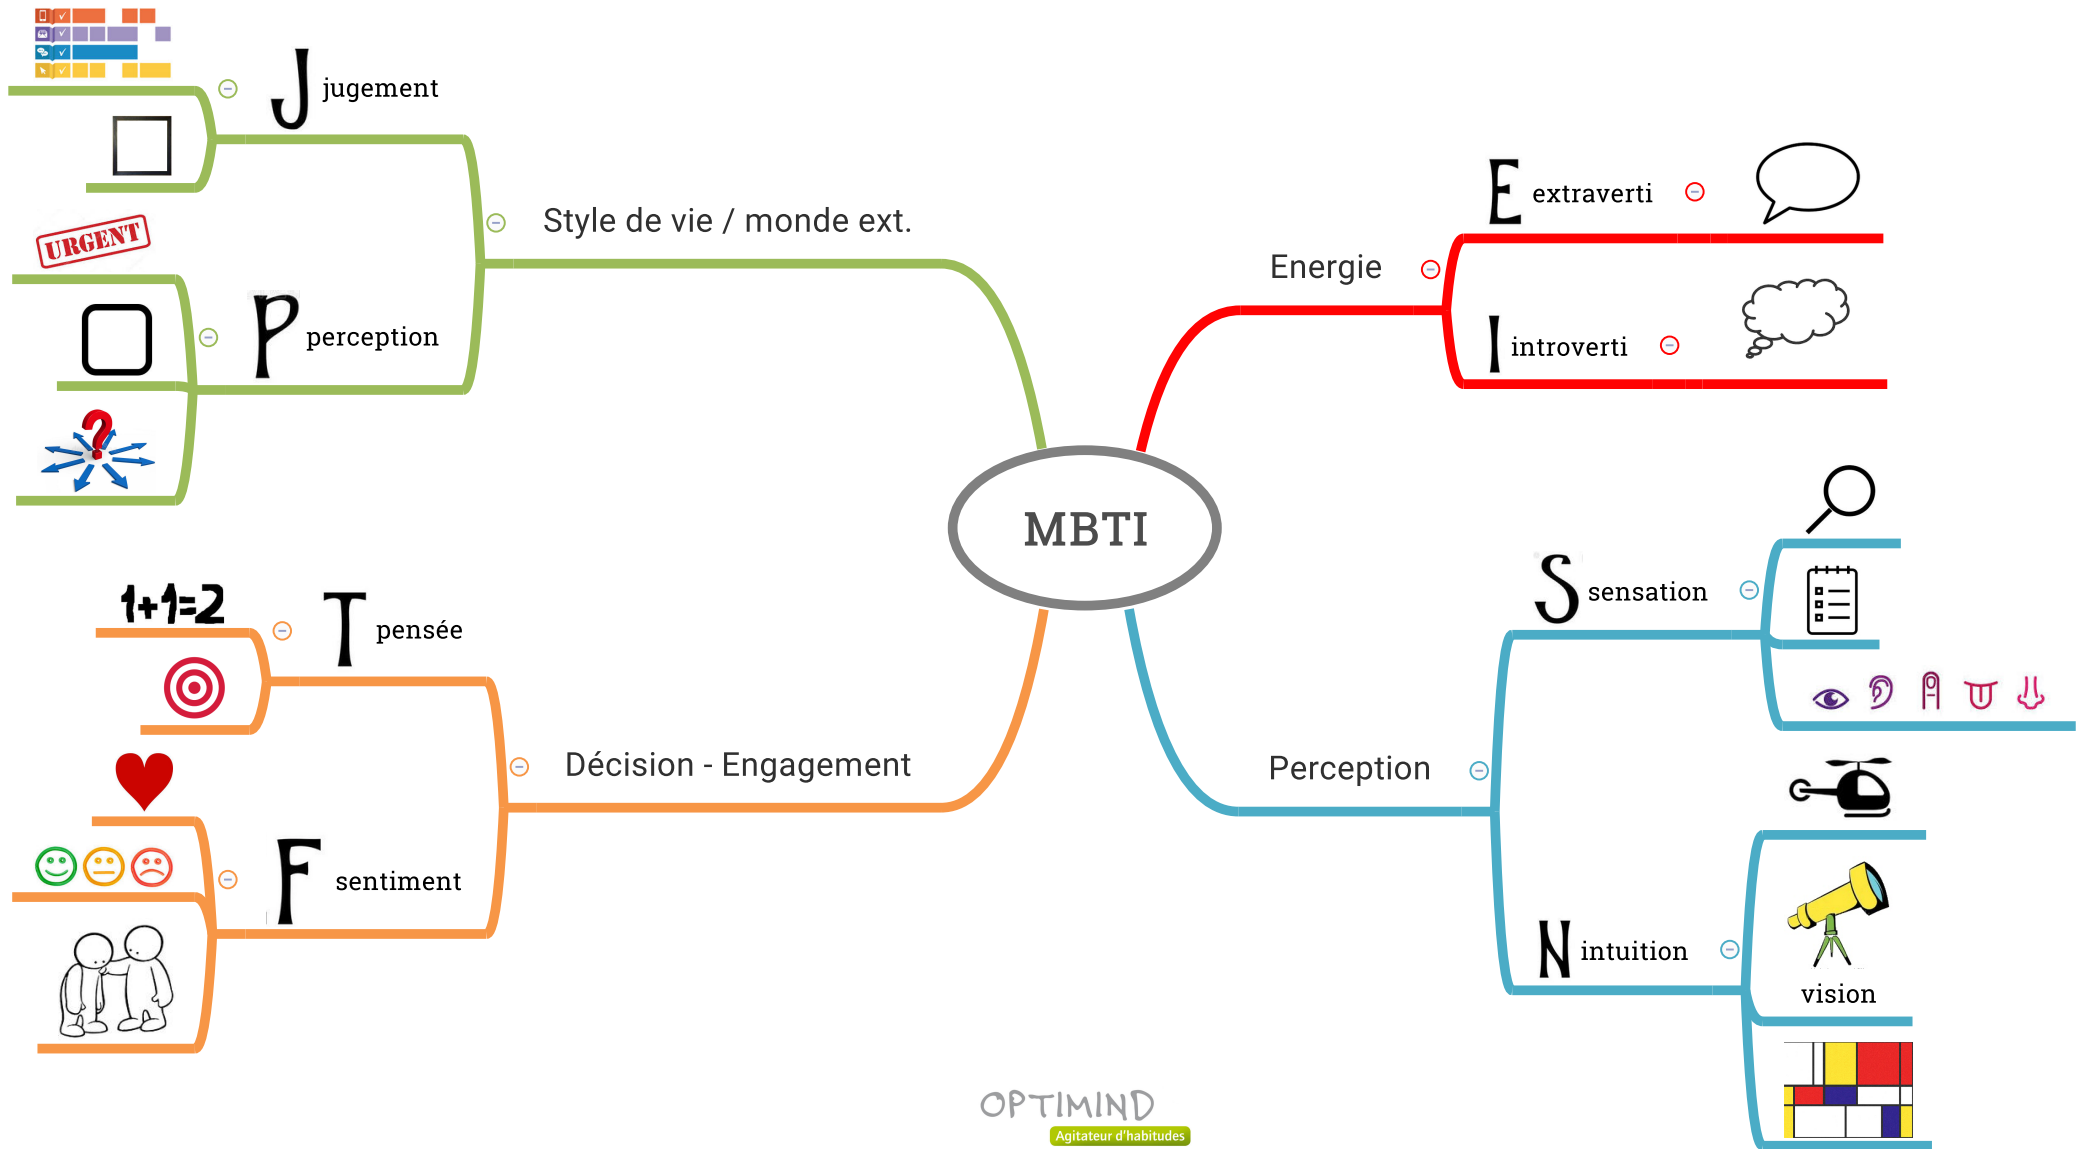 J jugement
URGENT
P perception
?
Style de vie / monde ext.
1+1=2
T pensée
F sentiment
Décision - Engagement
MBTI
Energie
E extraverti
I introverti
Perception
S sensation
N intuition
vision
OPTIMIND
Agitateur d'habitudes